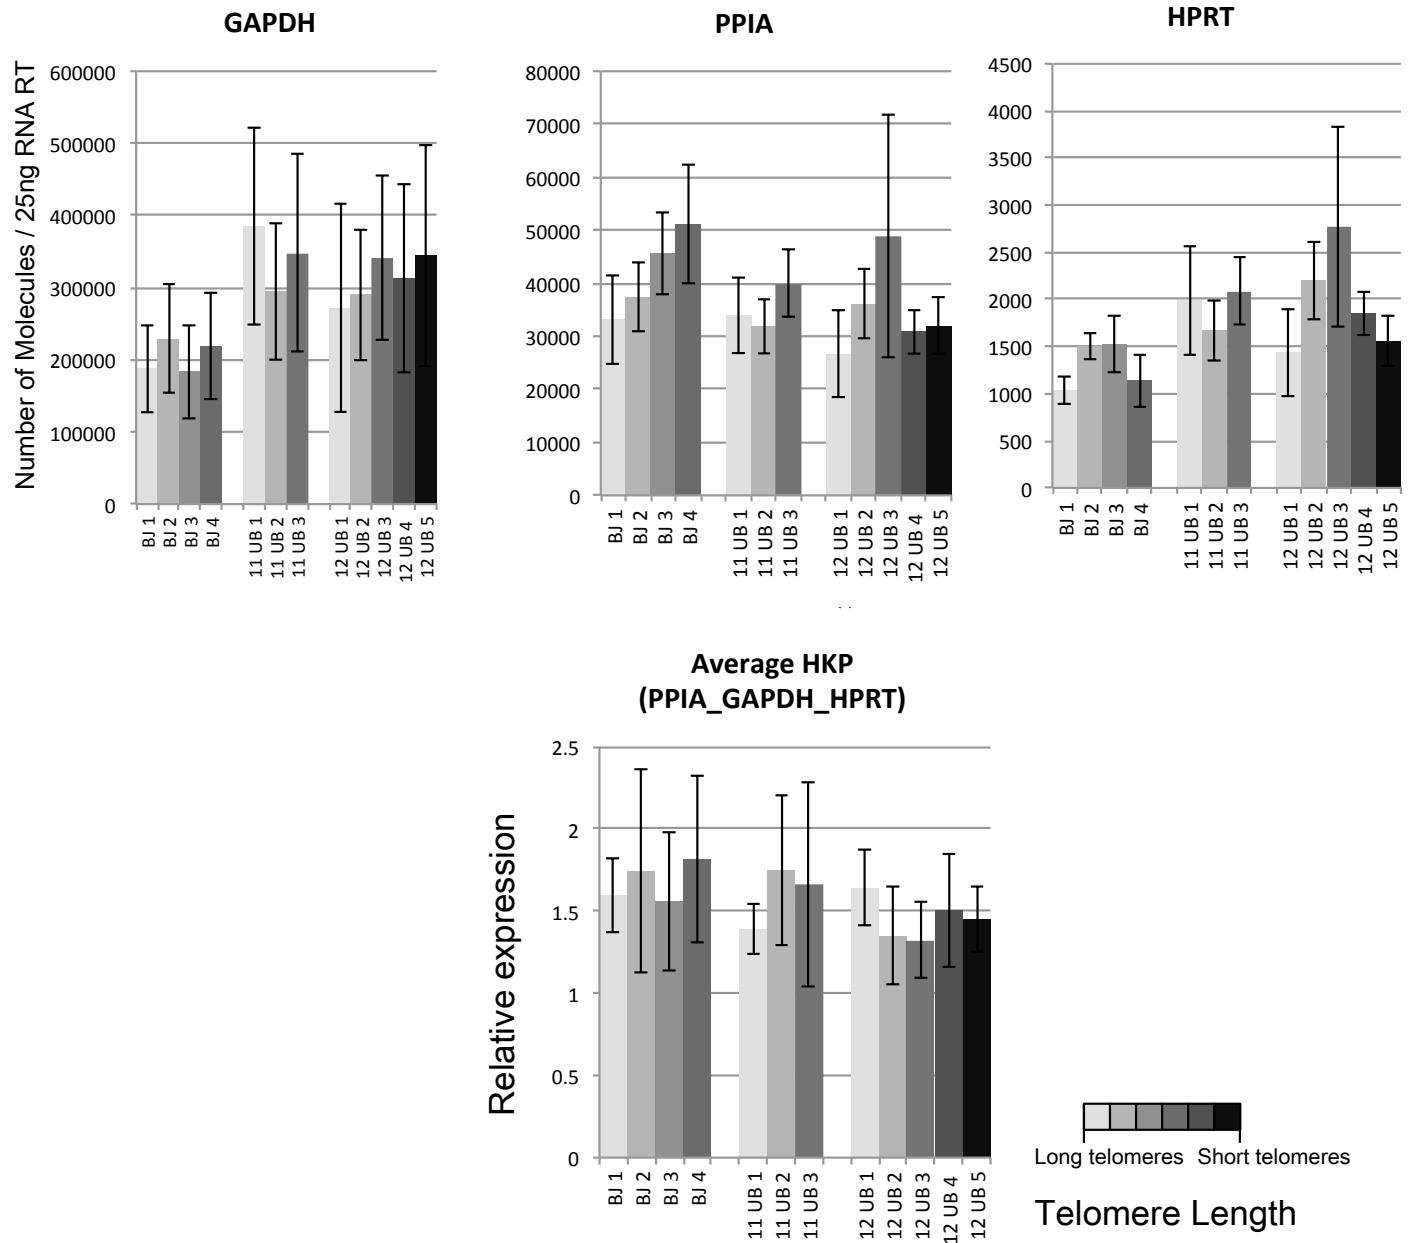 GAPDH
PPIA
HPRT
Number of Molecules / 25ng RNA RT
600000
500000
400000
300000
200000
100000
0
BJ 1
BJ 2
BJ 3
BJ 4
11 UB 1
11 UB 2
11 UB 3
12 UB 1
12 UB 2
12 UB 3
12 UB 4
12 UB 5
80000
70000
60000
50000
40000
30000
20000
10000
0
BJ 1
BJ 2
BJ 3
BJ 4
11 UB 1
11 UB 2
11 UB 3
12 UB 1
12 UB 2
12 UB 3
12 UB 4
12 UB 5
4500
4000
3500
3000
2500
2000
1500
1000
500
0
BJ 1
BJ 2
BJ 3
BJ 4
11 UB 1
11 UB 2
11 UB 3
12 UB 1
12 UB 2
12 UB 3
12 UB 4
12 UB 5
Average HKP
(PPIA_GAPDH_HPRT)
Relative expression
2.5
2
1.5
1
0.5
0
BJ 1
BJ 2
BJ 3
BJ 4
11 UB 1
11 UB 2
11 UB 3
12 UB 1
12 UB 2
12 UB 3
12 UB 4
12 UB 5
Long telomeres Short telomeres
Telomere Length